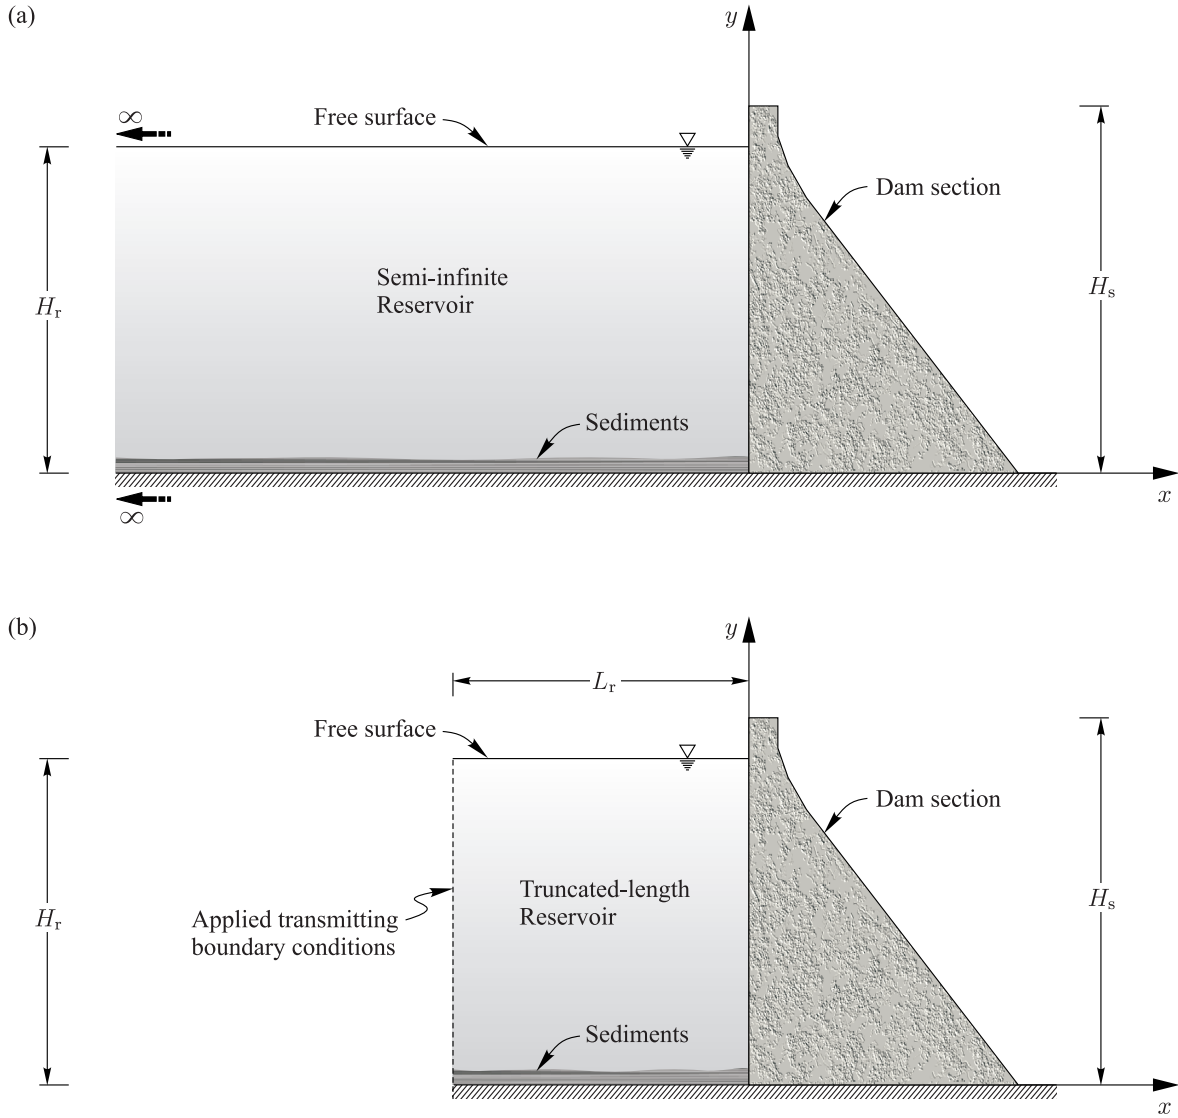 (a)
y
∞
Free surface
Dam section
Semi-infinite
Reservoir
H_r
H_s
Sediments
∞
x
(b)
y
L_r
Free surface
Dam section
Truncated-length
Reservoir
H_r
Applied transmitting
boundary conditions
H_s
Sediments
x